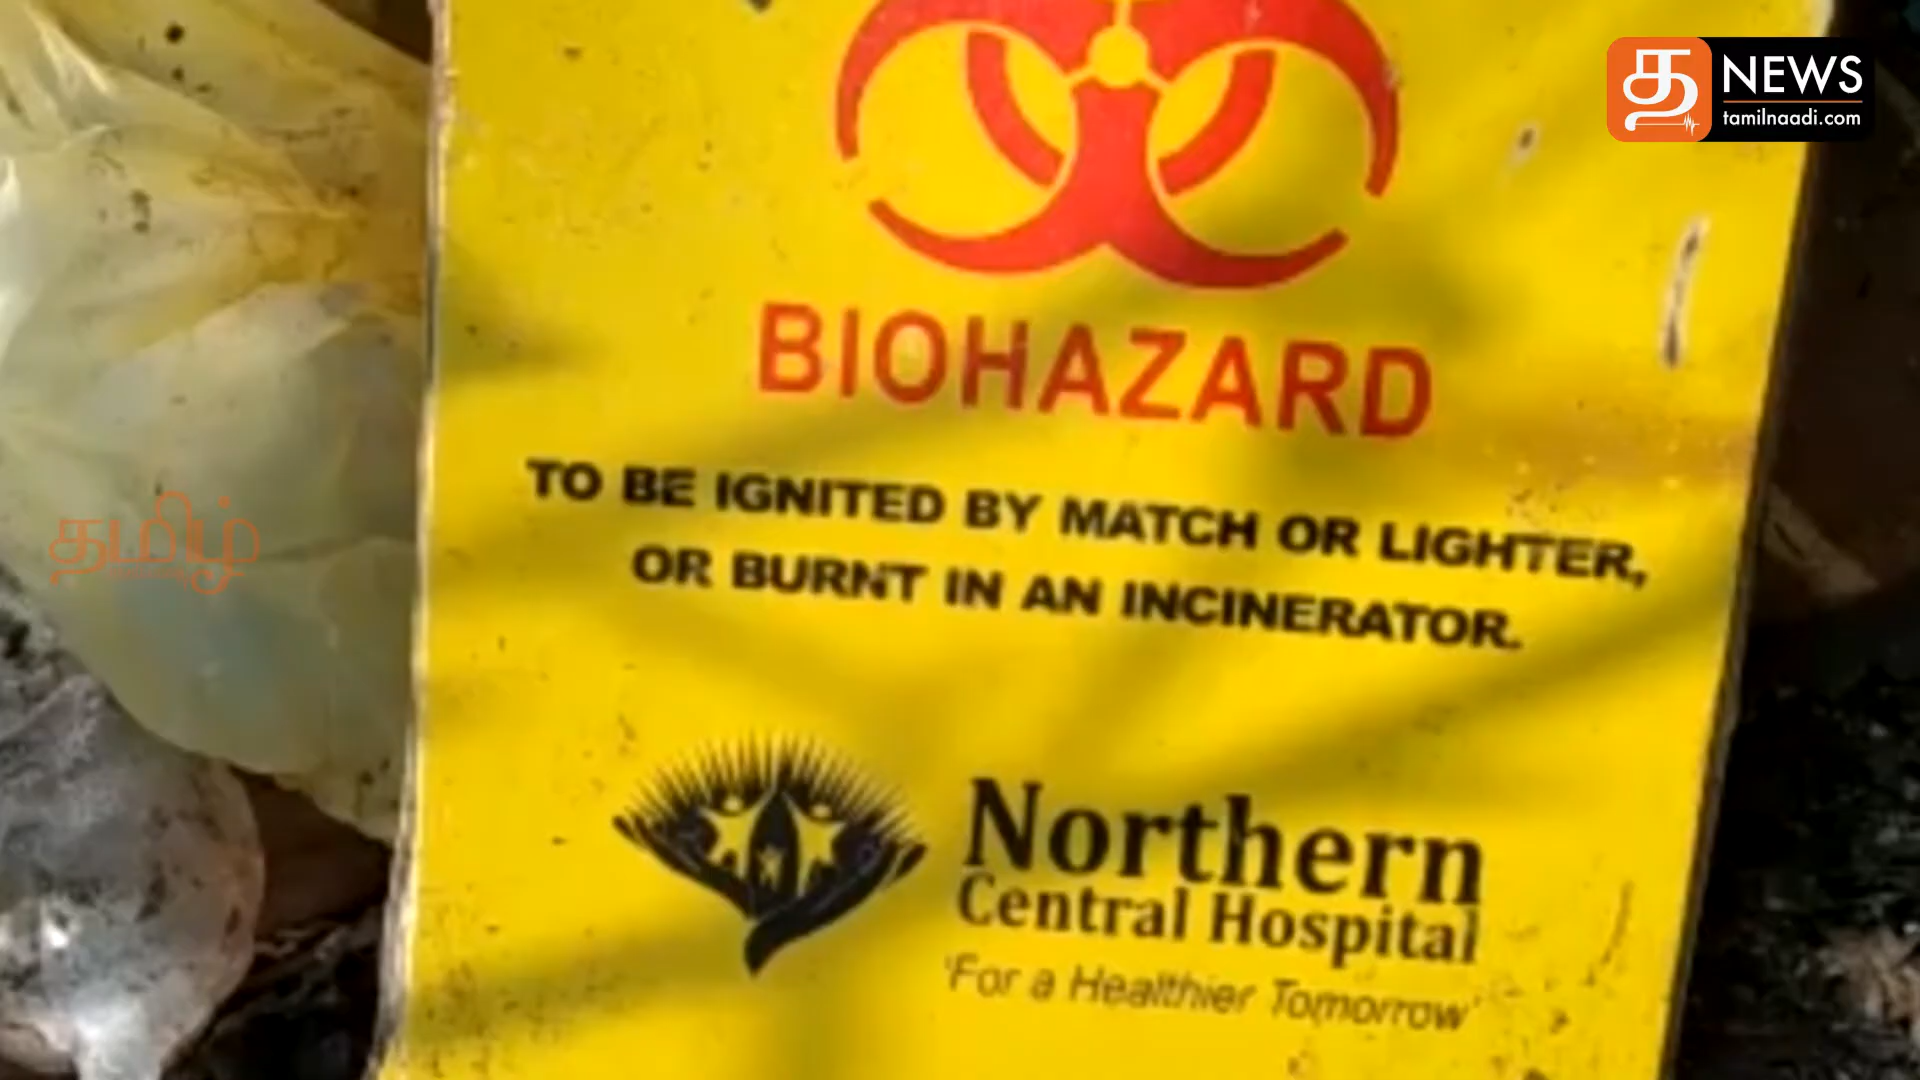 த NEWS
tamilnaadi.com
BIOHAZARD
TO BE IGNITED BY MATCH OR LIGHTER,
OR BURNT IN AN INCINERATOR.
தமிழ்
Northern
Central Hospital
'For a Healthier Tomorrow'